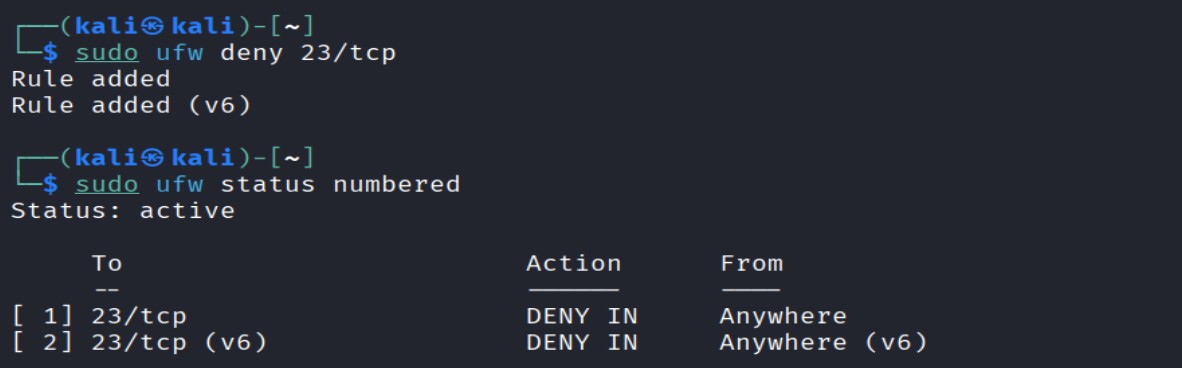 ┌──(kali㉿kali)-[~]
└─$ sudo ufw deny 23/tcp
Rule added
Rule added (v6)

┌──(kali㉿kali)-[~]
└─$ sudo ufw status numbered
Status: active

     To                         Action      From
     --                         ------      ----
[ 1] 23/tcp                     DENY IN     Anywhere
[ 2] 23/tcp (v6)                DENY IN     Anywhere (v6)